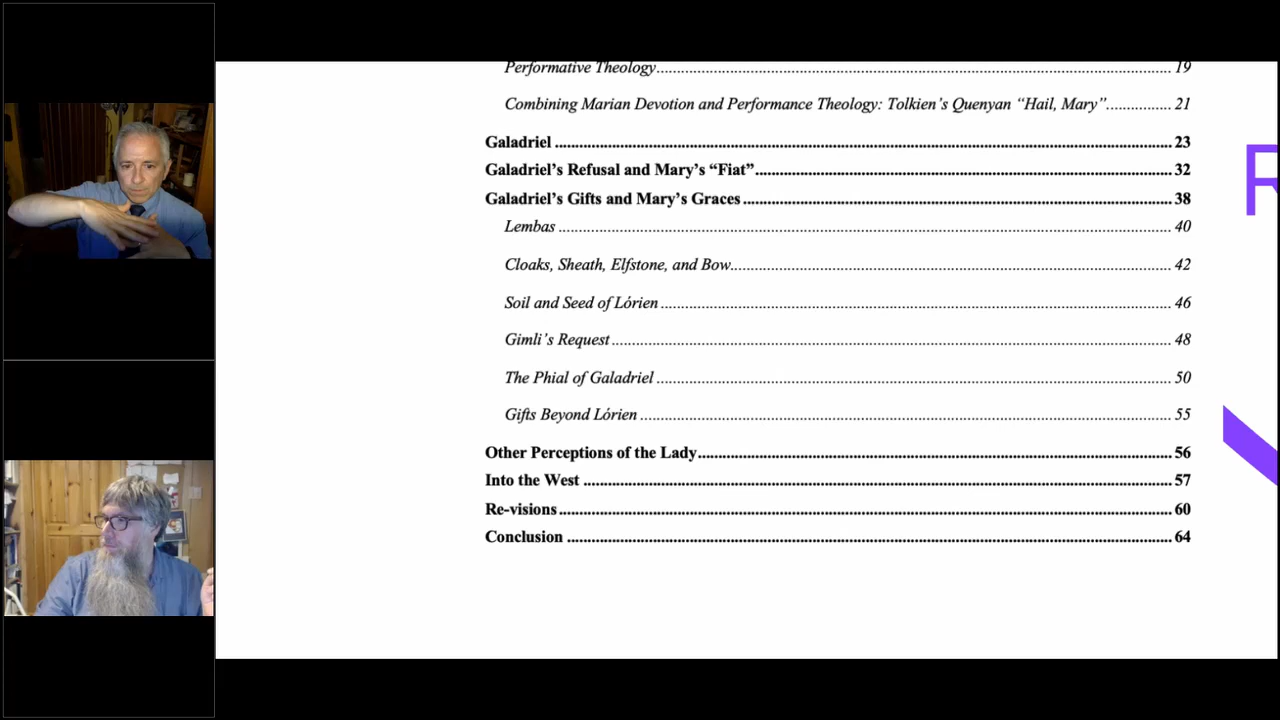 Performative Theology 19
Combining Marian Devotion and Performance Theology: Tolkien’s Quenyan “Hail, Mary” 21
Galadriel 23
Galadriel’s Refusal and Mary’s “Fiat” 32
Galadriel’s Gifts and Mary’s Graces 38
Lembas 40
Cloaks, Sheath, Elfstone, and Bow 42
Soil and Seed of Lórien 46
Gimli’s Request 48
The Phial of Galadriel 50
Gifts Beyond Lórien 55
Other Perceptions of the Lady 56
Into the West 57
Re-visions 60
Conclusion 64